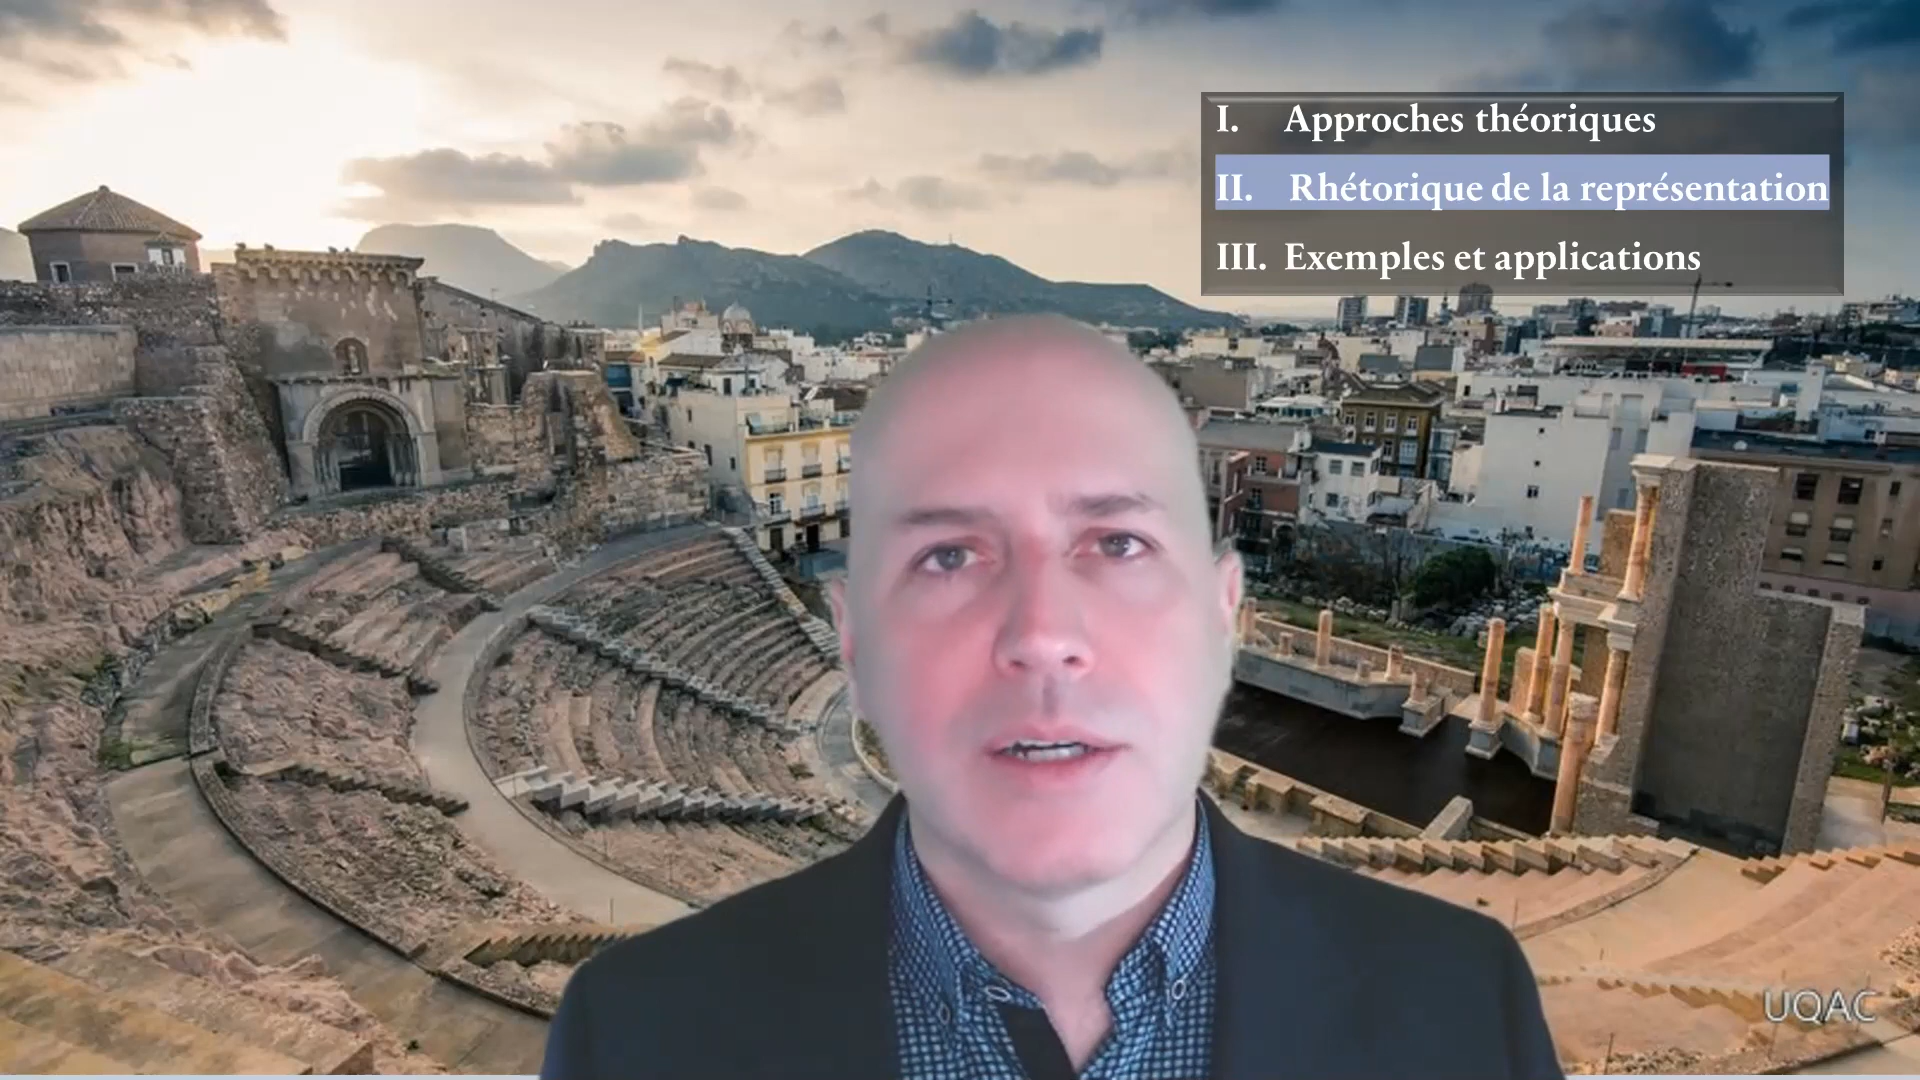 I. Approches théoriques
II. Rhétorique de la représentation
III. Exemples et applications
UQAC